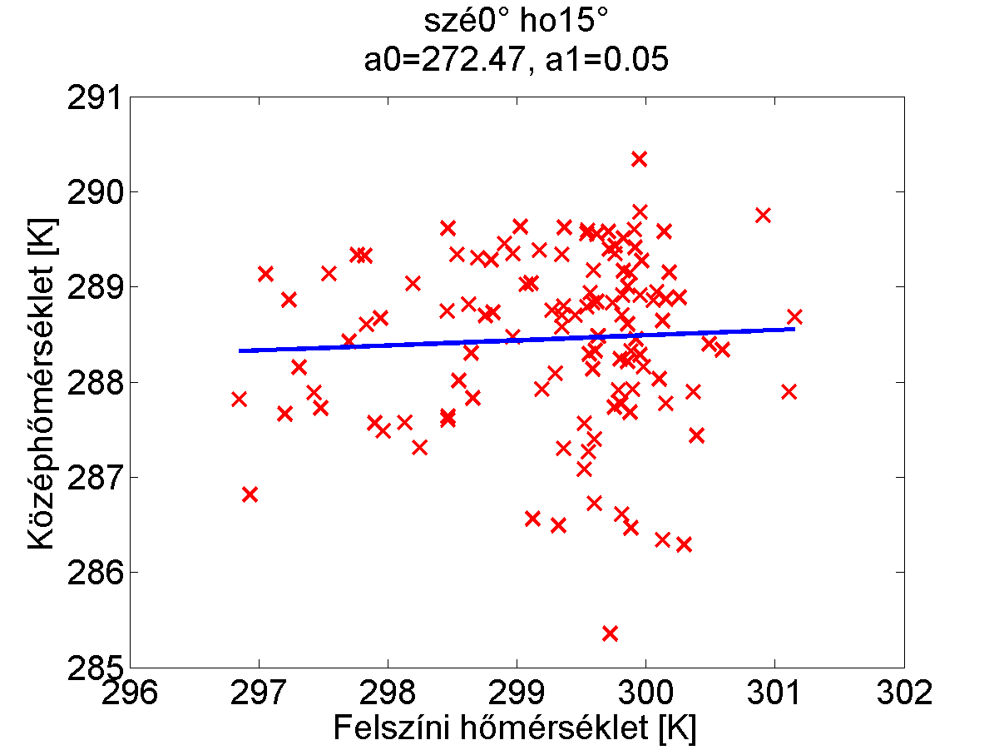 szé0° ho15°
a0=272.47, a1=0.05
291
290
289
288
287
286
285
Középhőmérséklet [K]
296 297 298 299 300 301 302
Felszíni hőmérséklet [K]